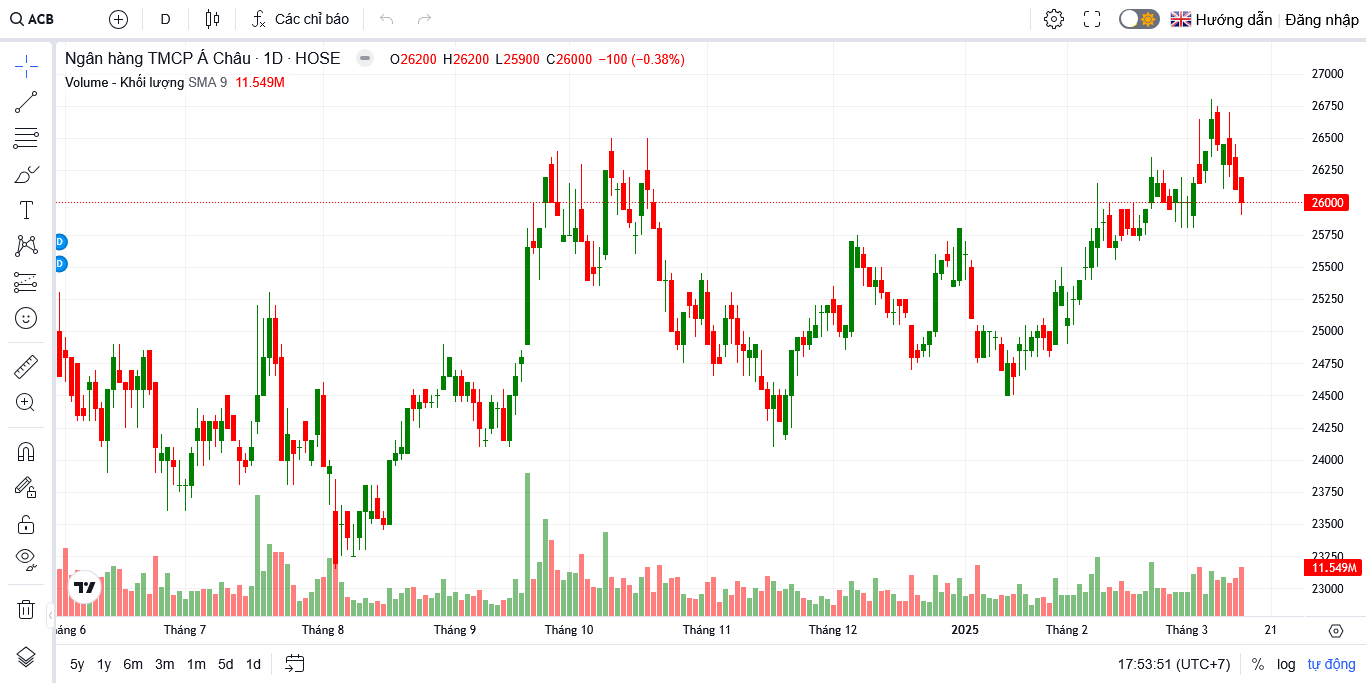 ACB D Các chỉ báo Hướng dẫn Đăng nhập
Ngân hàng TMCP Á Châu · 1D · HOSE O26200 H26200 L25900 C26000 −100 (−0.38%)
Volume - Khối lượng SMA 9 11.549M
27000
26750
26500
26250
26000
25750
25500
25250
25000
24750
24500
24250
24000
23750
23500
23250
11.549M
23000
D
D
T
áng 6 Tháng 7 Tháng 8 Tháng 9 Tháng 10 Tháng 11 Tháng 12 2025 Tháng 2 Tháng 3 21
5y 1y 6m 3m 1m 5d 1d 17:53:51 (UTC+7) % log tự động